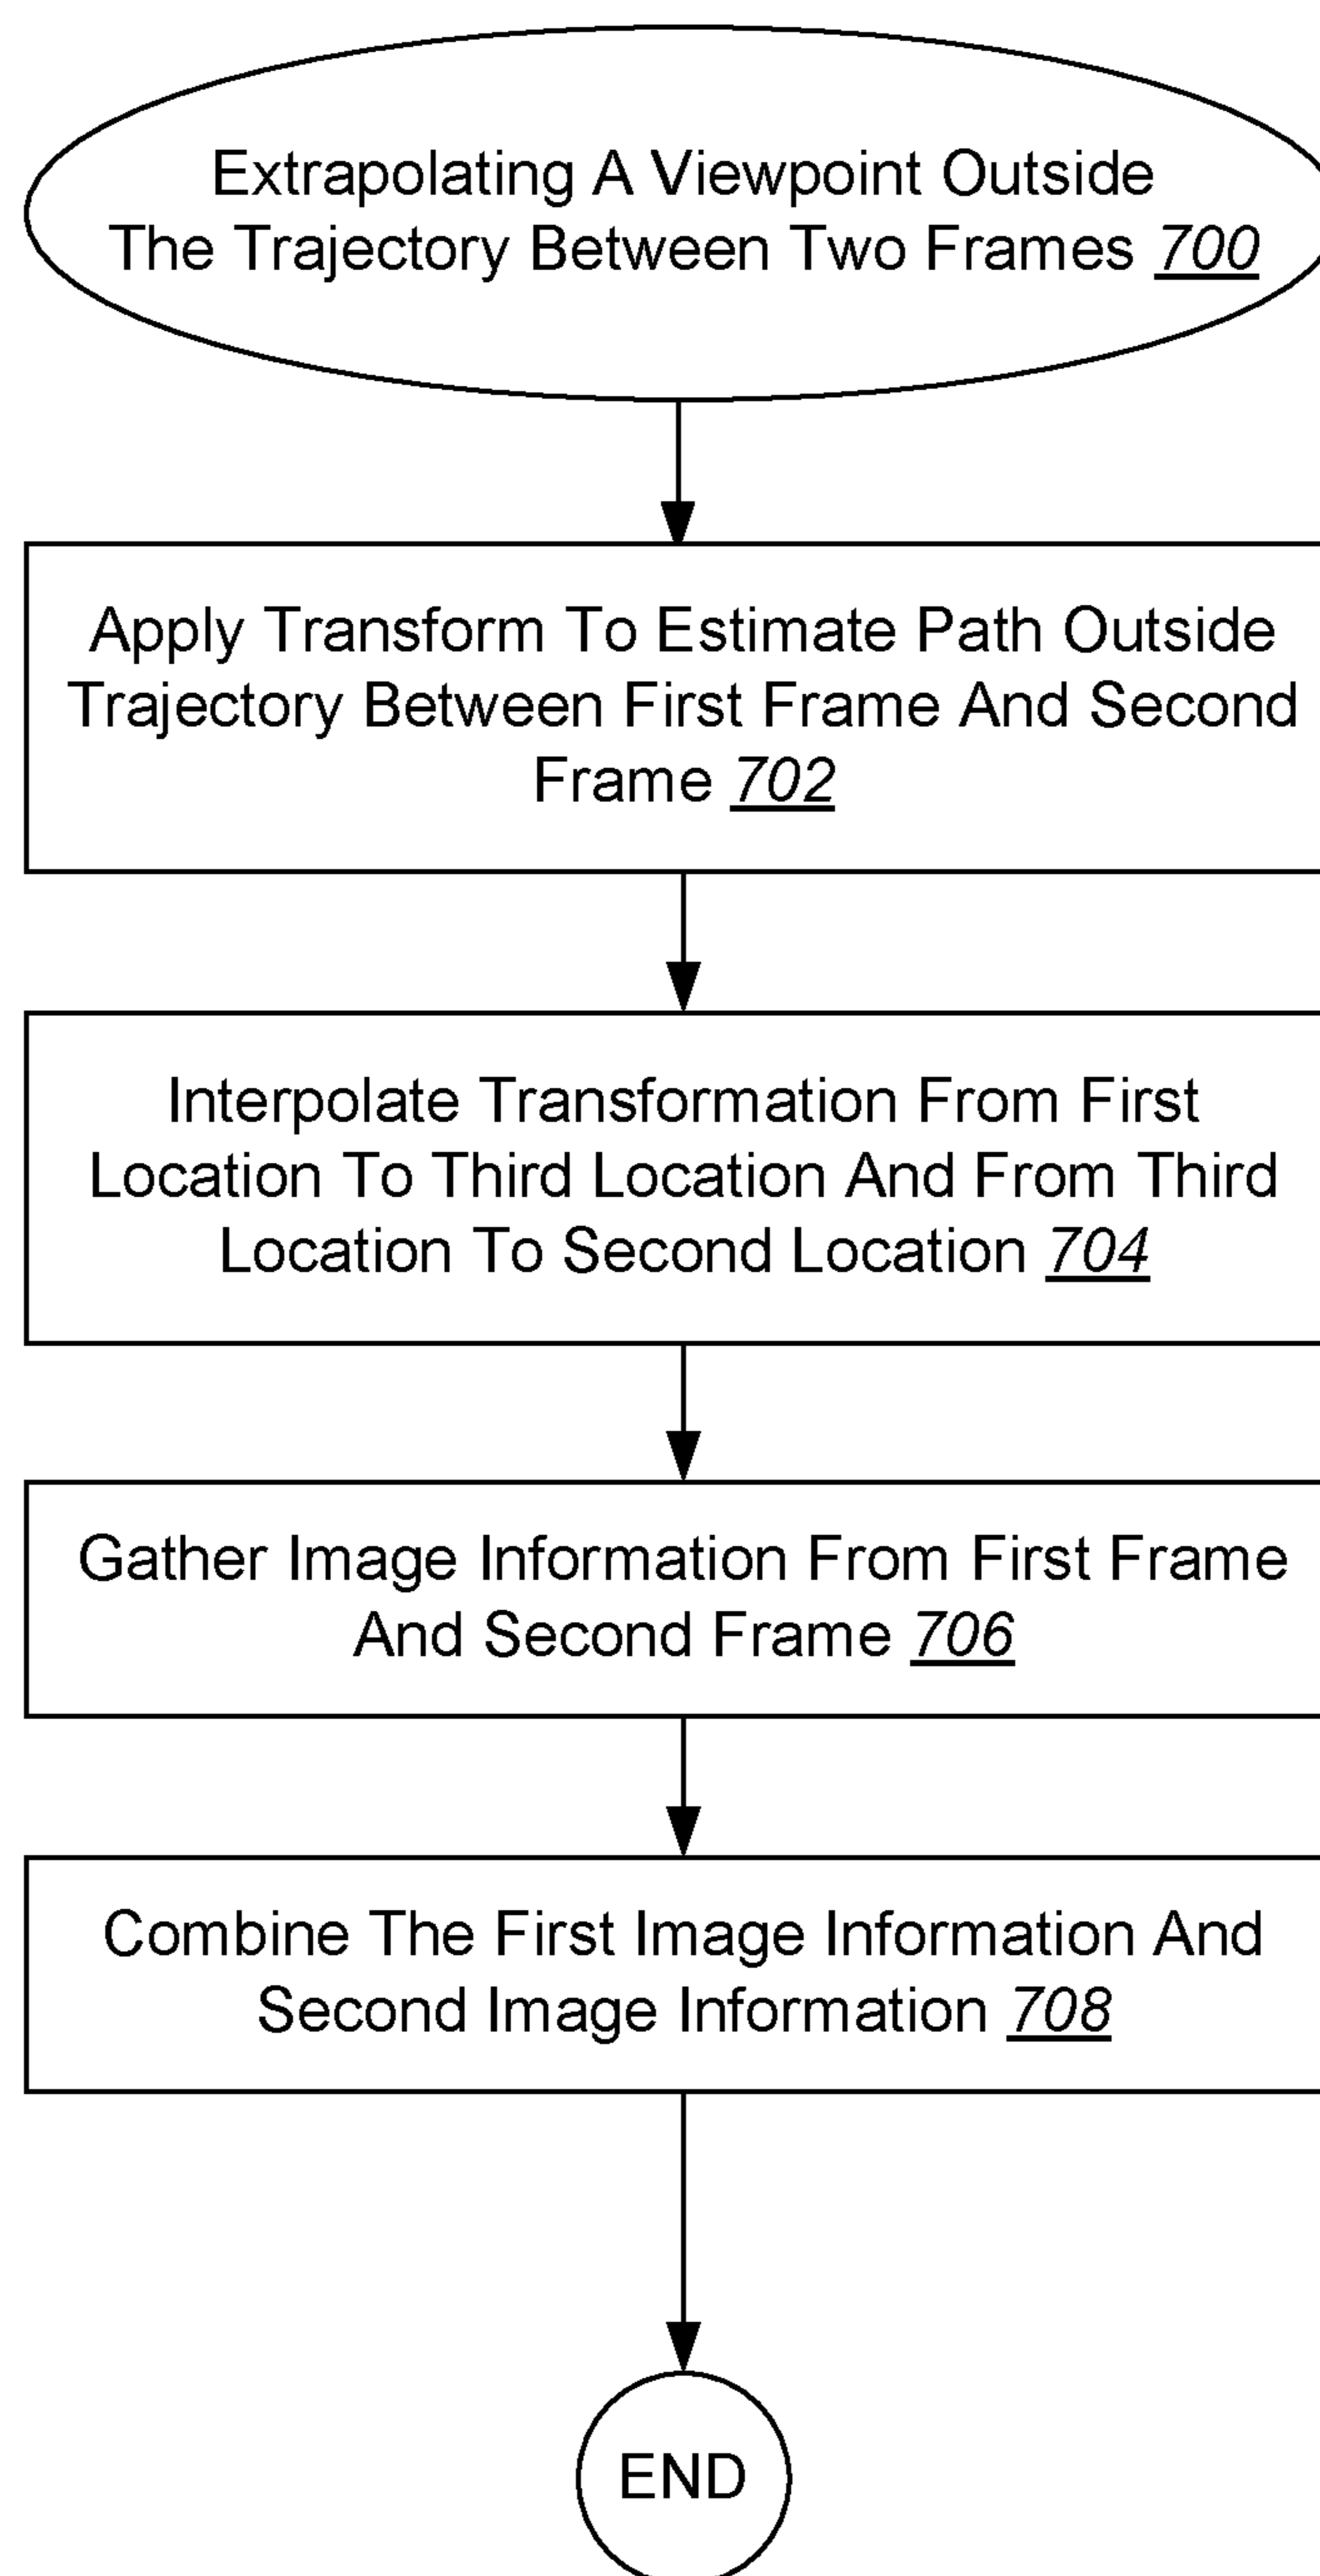 Extrapolating A Viewpoint Outside
The Trajectory Between Two Frames 700
Apply Transform To Estimate Path Outside
Trajectory Between First Frame And Second
Frame 702
Interpolate Transformation From First
Location To Third Location And From Third
Location To Second Location 704
Gather Image Information From First Frame
And Second Frame 706
Combine The First Image Information And
Second Image Information 708
END